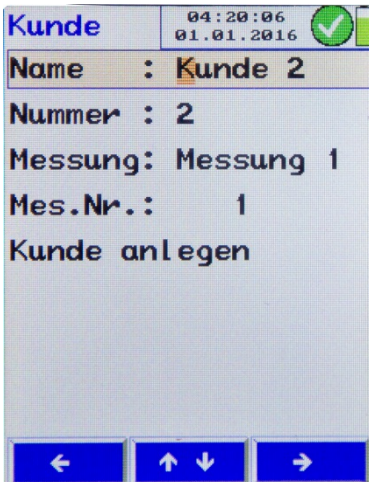 Kunde
04:20:06
01.01.2016
Name : Kunde 2
Nummer : 2
Messung: Messung 1
Mes.Nr.: 1
Kunde anlegen
← ↑ ↓ →